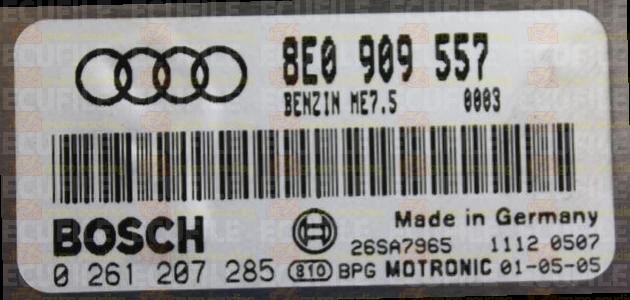 8E0 909 557
BENZIN ME7.5 0003
BOSCH
Made in Germany
26SA7965 1112 0507
0 261 207 285 810 BPG MOTRONIC 01-05-05